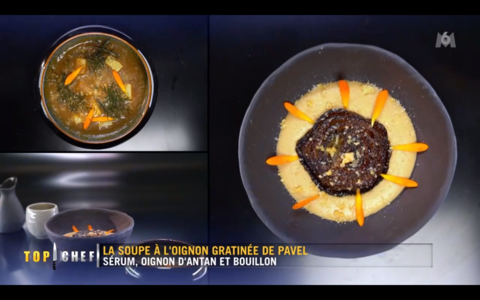 M6
TOP CHEF
LA SOUPE À L'OIGNON GRATINÉE DE PAVEL
SÉRUM, OIGNON D'ANTAN ET BOUILLON